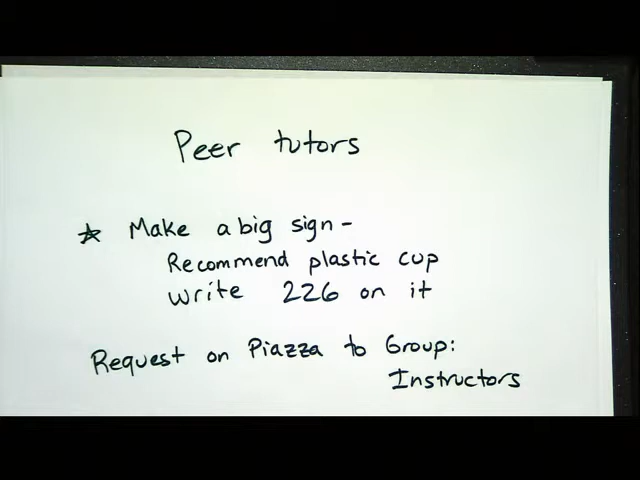 Peer tutors
☆ Make a big sign -
Recommend plastic cup
Write 226 on it
Request on Piazza to Group:
Instructors